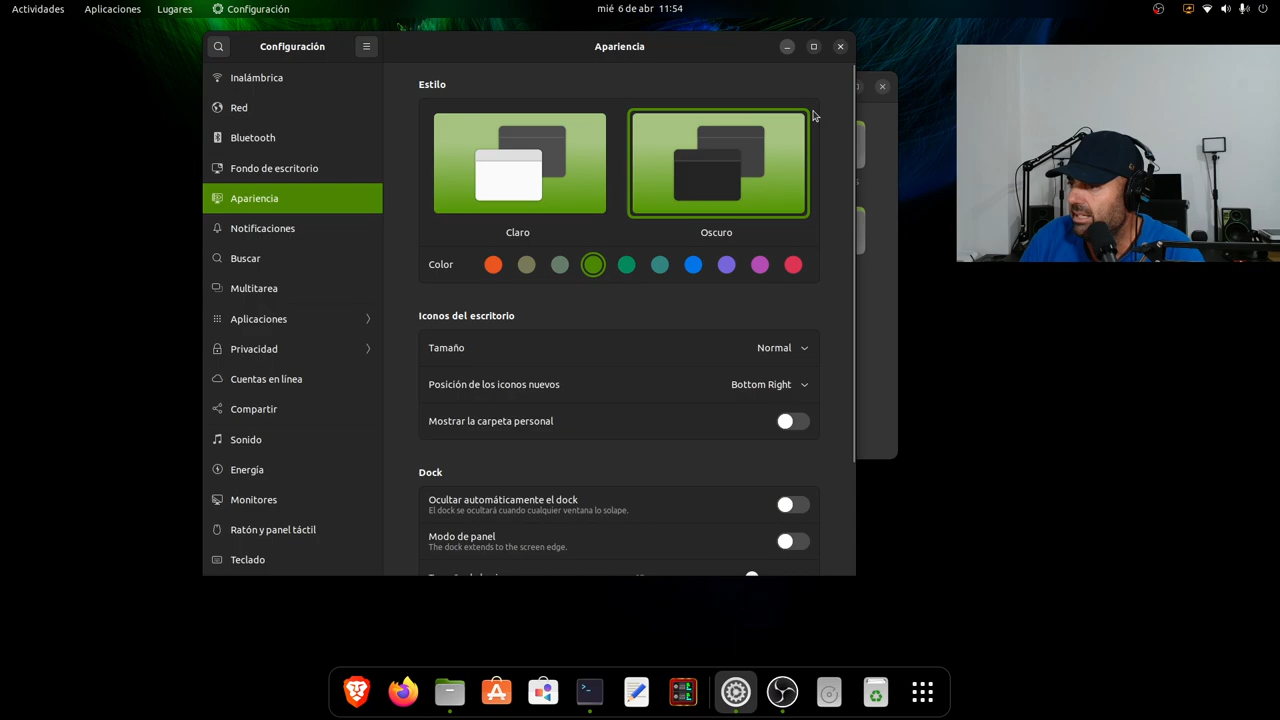 Actividades Aplicaciones Lugares Configuración mié 6 de abr 11:54
Configuración
Apariencia
Inalámbrica
Red
Bluetooth
Fondo de escritorio
Apariencia
Notificaciones
Buscar
Multitarea
Aplicaciones
Privacidad
Cuentas en línea
Compartir
Sonido
Energía
Monitores
Ratón y panel táctil
Teclado
Estilo
Claro Oscuro
Color
Iconos del escritorio
Tamaño Normal
Posición de los iconos nuevos Bottom Right
Mostrar la carpeta personal
Dock
Ocultar automáticamente el dock
El dock se ocultará cuando cualquier ventana lo solape.
Modo de panel
The dock extends to the screen edge.